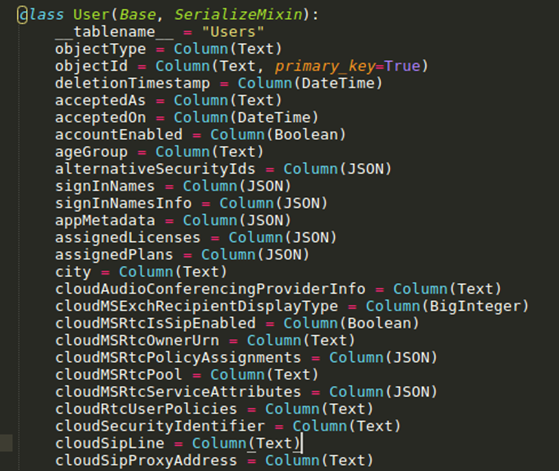 class User(Base, SerializeMixin):
    __tablename__ = "Users"
    objectType = Column(Text)
    objectId = Column(Text, primary_key=True)
    deletionTimestamp = Column(DateTime)
    acceptedAs = Column(Text)
    acceptedOn = Column(DateTime)
    accountEnabled = Column(Boolean)
    ageGroup = Column(Text)
    alternativeSecurityIds = Column(JSON)
    signInNames = Column(JSON)
    signInNamesInfo = Column(JSON)
    appMetadata = Column(JSON)
    assignedLicenses = Column(JSON)
    assignedPlans = Column(JSON)
    city = Column(Text)
    cloudAudioConferencingProviderInfo = Column(Text)
    cloudMSExchRecipientDisplayType = Column(BigInteger)
    cloudMSRtcIsSipEnabled = Column(Boolean)
    cloudMSRtcOwnerUrn = Column(Text)
    cloudMSRtcPolicyAssignments = Column(JSON)
    cloudMSRtcPool = Column(Text)
    cloudMSRtcServiceAttributes = Column(JSON)
    cloudRtcUserPolicies = Column(Text)
    cloudSecurityIdentifier = Column(Text)
    cloudSipLine = Column(Text)
    cloudSipProxyAddress = Column(Text)